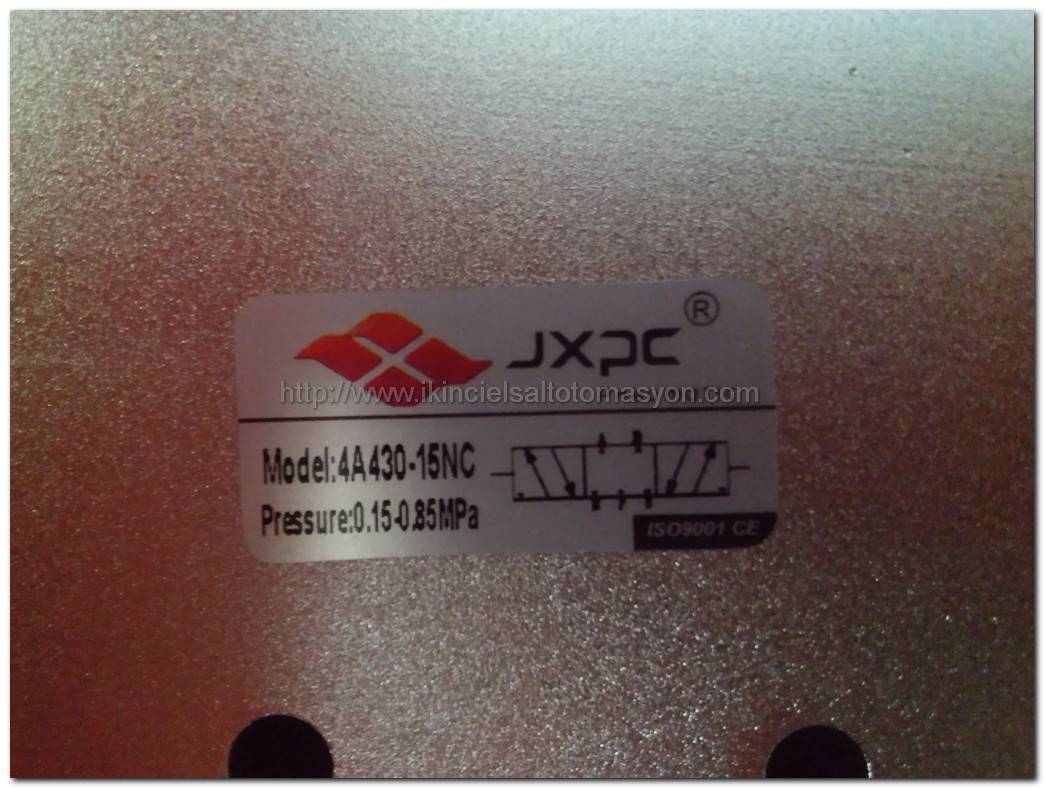 JXPC ®
http://www.ikincielsaltotomasyon.com
Model:4A430-15NC
Pressure:0.15-0.85MPa
ISO9001 CE